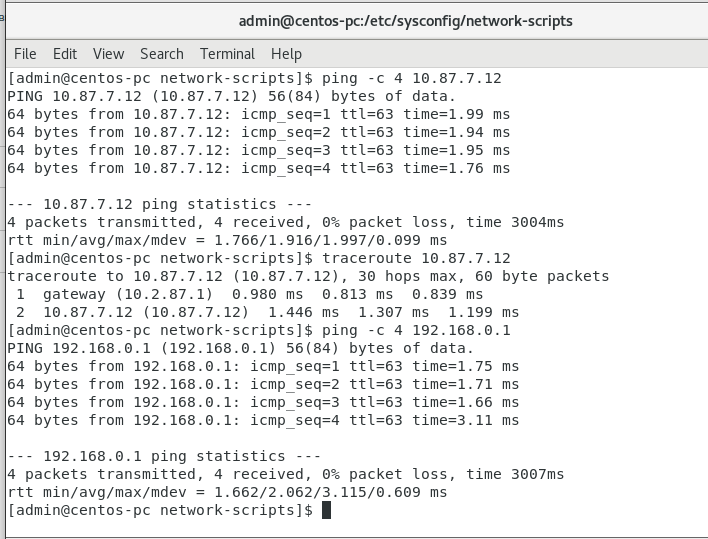 admin@centos-pc:/etc/sysconfig/network-scripts
File Edit View Search Terminal Help
[admin@centos-pc network-scripts]$ ping -c 4 10.87.7.12
PING 10.87.7.12 (10.87.7.12) 56(84) bytes of data.
64 bytes from 10.87.7.12: icmp_seq=1 ttl=63 time=1.99 ms
64 bytes from 10.87.7.12: icmp_seq=2 ttl=63 time=1.94 ms
64 bytes from 10.87.7.12: icmp_seq=3 ttl=63 time=1.95 ms
64 bytes from 10.87.7.12: icmp_seq=4 ttl=63 time=1.76 ms

--- 10.87.7.12 ping statistics ---
4 packets transmitted, 4 received, 0% packet loss, time 3004ms
rtt min/avg/max/mdev = 1.766/1.916/1.997/0.099 ms
[admin@centos-pc network-scripts]$ traceroute 10.87.7.12
traceroute to 10.87.7.12 (10.87.7.12), 30 hops max, 60 byte packets
 1  gateway (10.2.87.1)  0.980 ms  0.813 ms  0.839 ms
 2  10.87.7.12 (10.87.7.12)  1.446 ms  1.307 ms  1.199 ms
[admin@centos-pc network-scripts]$ ping -c 4 192.168.0.1
PING 192.168.0.1 (192.168.0.1) 56(84) bytes of data.
64 bytes from 192.168.0.1: icmp_seq=1 ttl=63 time=1.75 ms
64 bytes from 192.168.0.1: icmp_seq=2 ttl=63 time=1.71 ms
64 bytes from 192.168.0.1: icmp_seq=3 ttl=63 time=1.66 ms
64 bytes from 192.168.0.1: icmp_seq=4 ttl=63 time=3.11 ms

--- 192.168.0.1 ping statistics ---
4 packets transmitted, 4 received, 0% packet loss, time 3007ms
rtt min/avg/max/mdev = 1.662/2.062/3.115/0.609 ms
[admin@centos-pc network-scripts]$